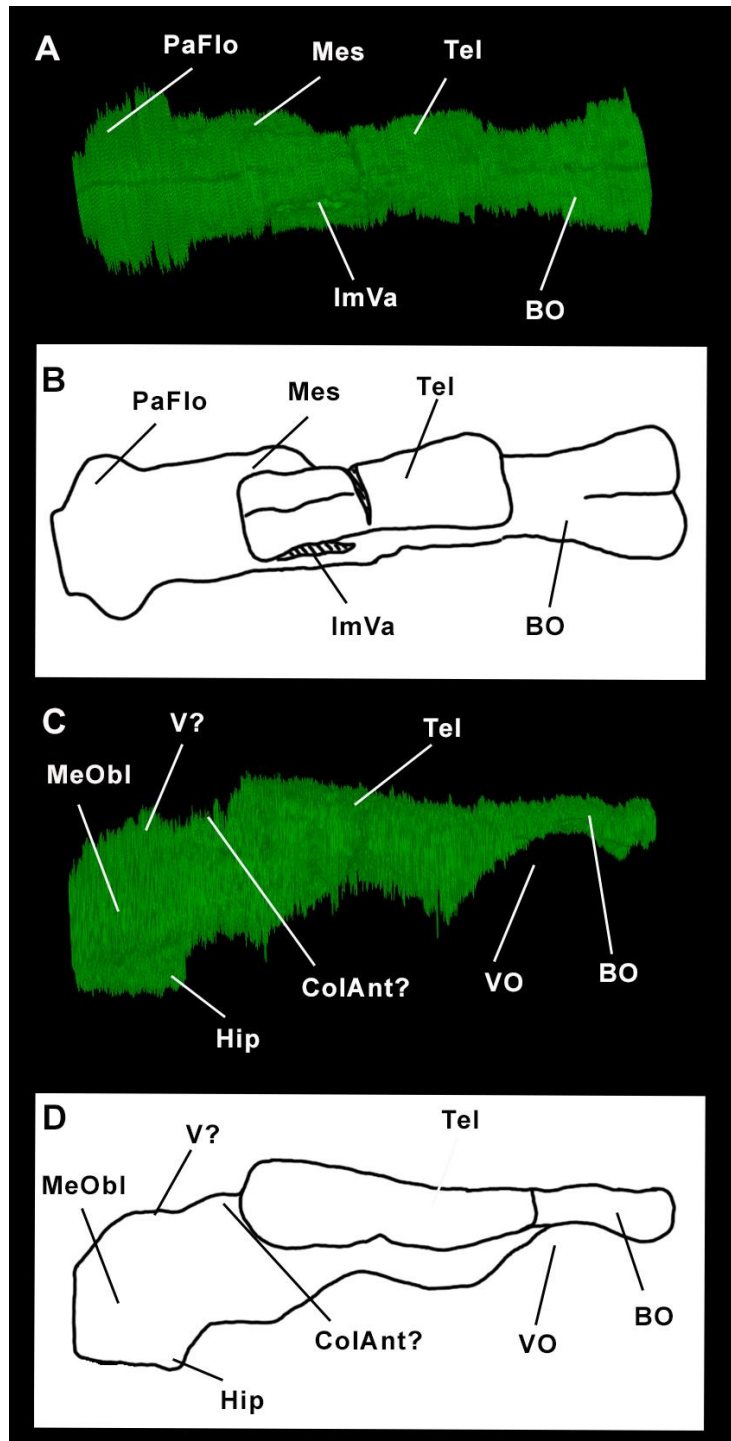 A
PaFlo
Mes
Tel
ImVa
BO
B
PaFlo
Mes
Tel
ImVa
BO
C
V?
MeObl
Tel
ColAnt?
VO
BO
Hip
D
V?
Tel
MeObl
ColAnt?
VO
BO
Hip